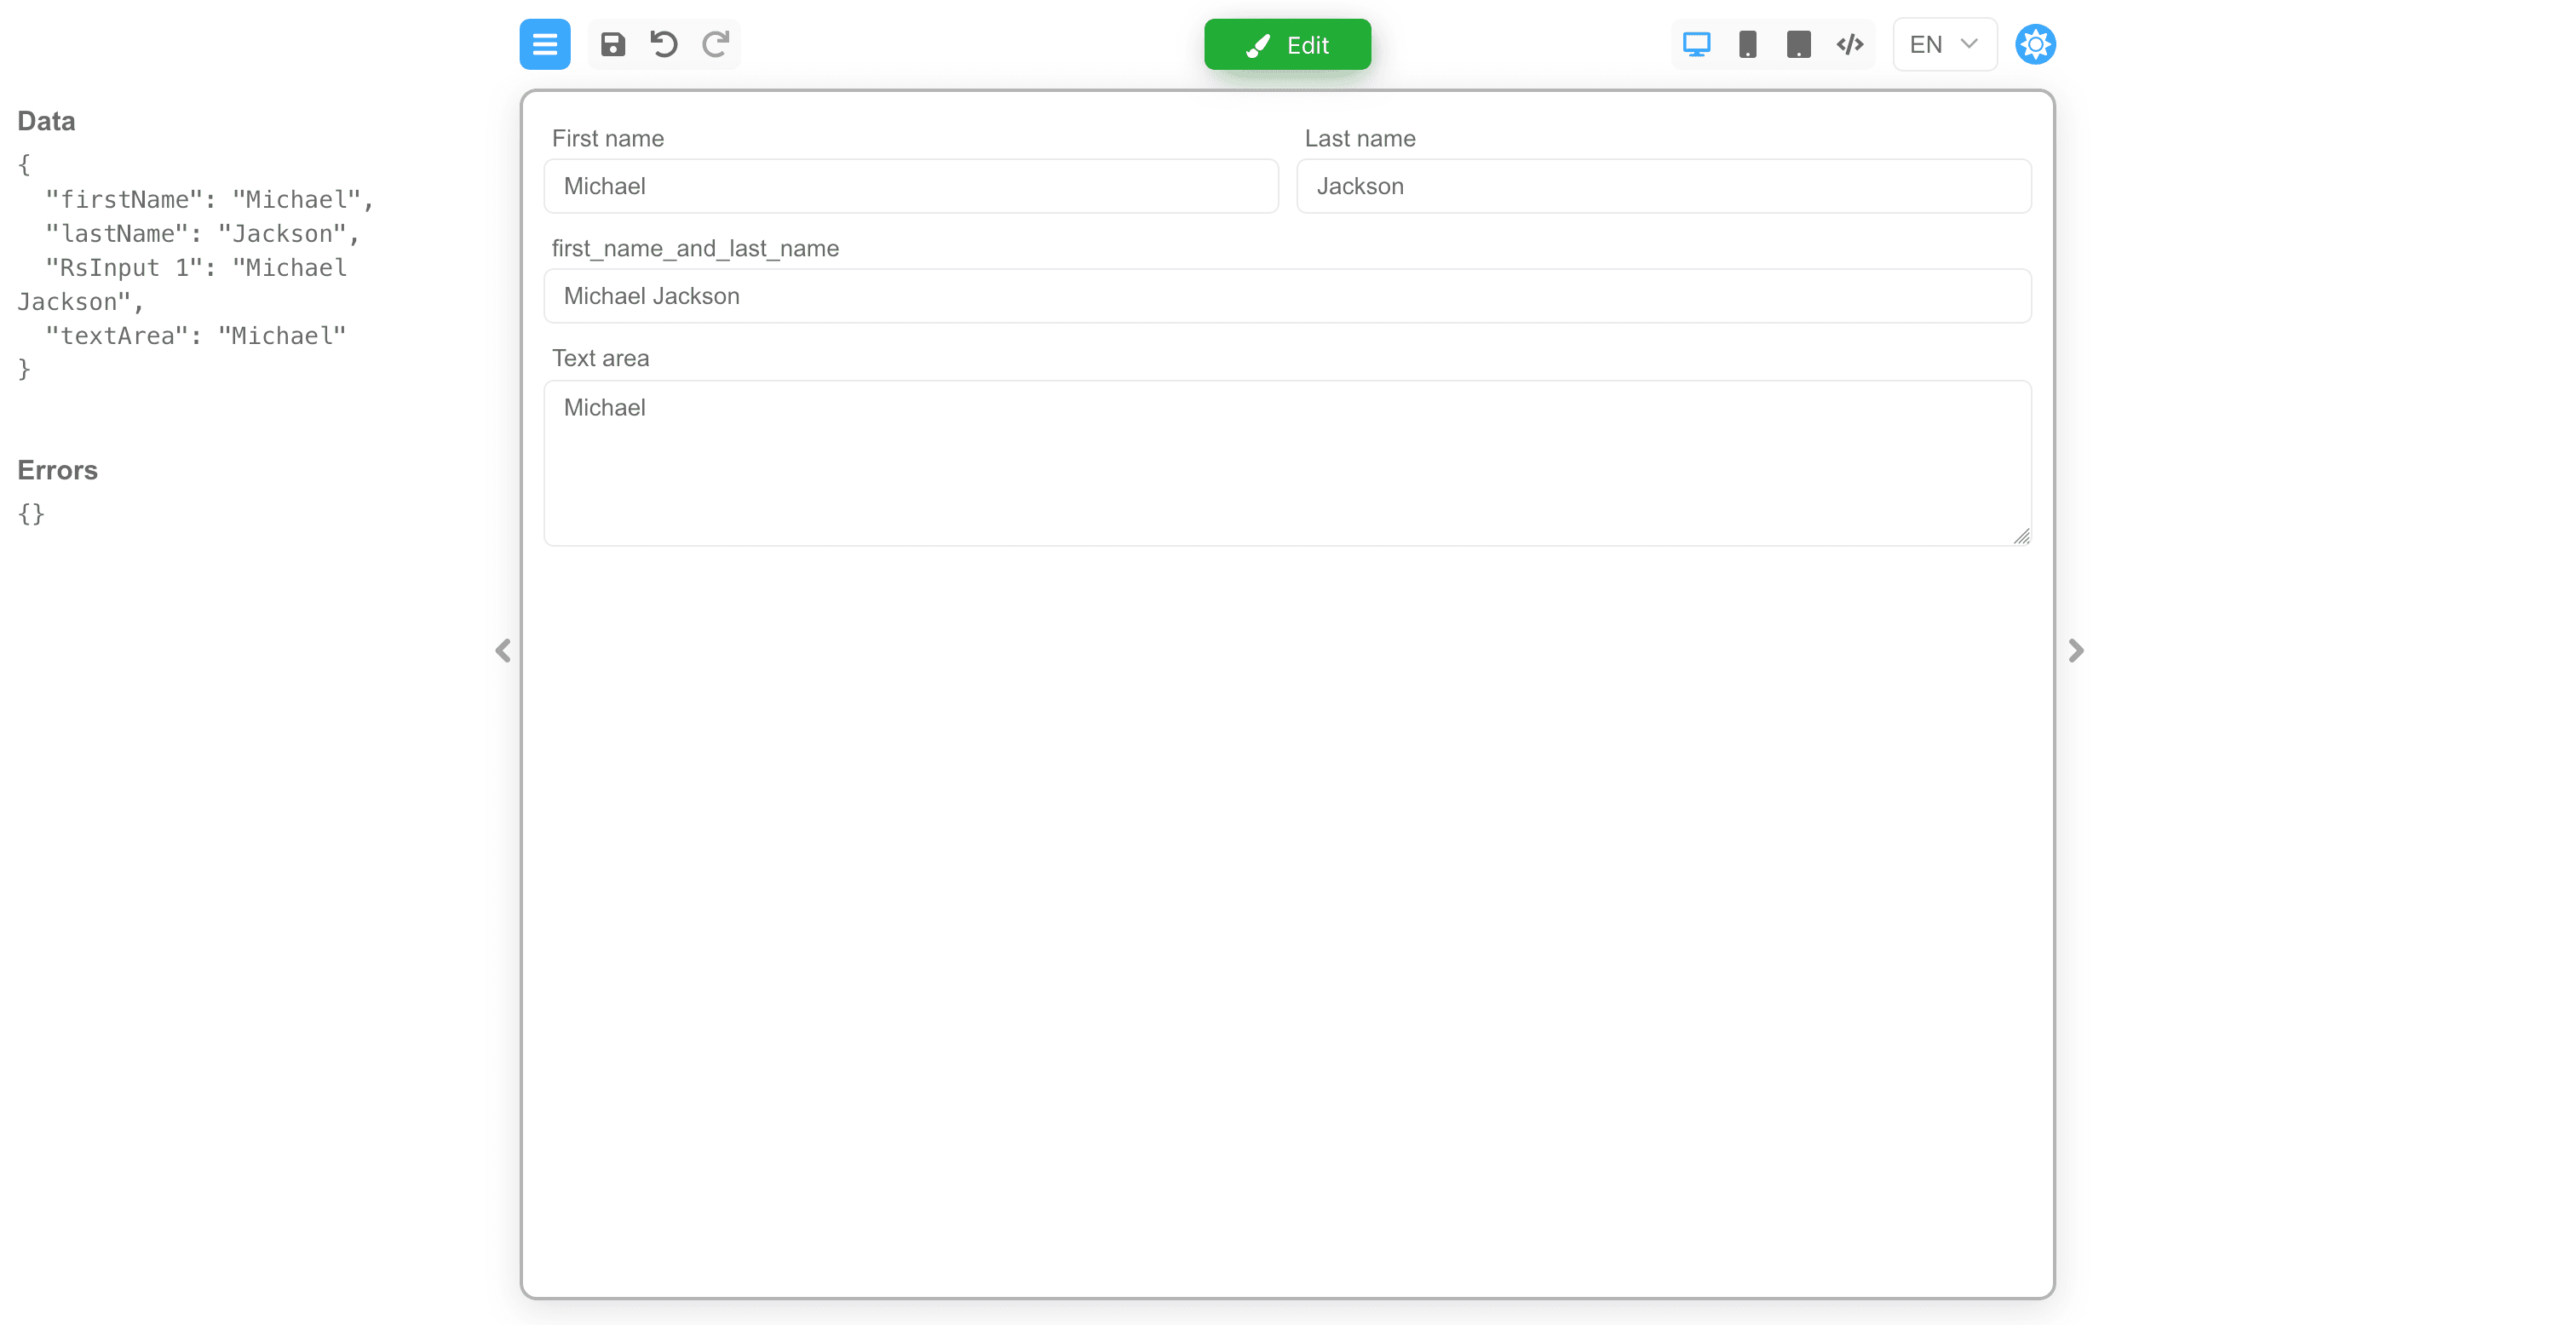 Edit
EN
Data
{
"firstName": "Michael",
"lastName": "Jackson",
"RsInput 1": "Michael
Jackson",
"textArea": "Michael"
}
Errors
{}
First name
Last name
Michael
Jackson
first_name_and_last_name
Michael Jackson
Text area
Michael